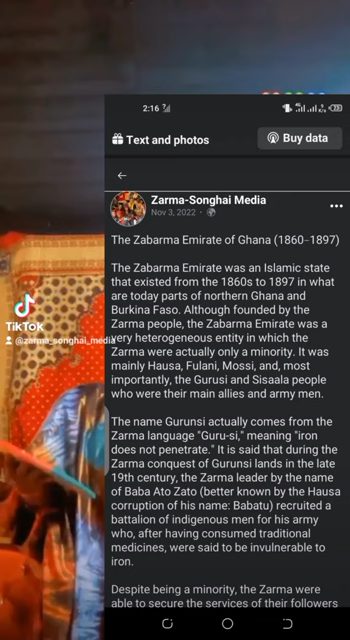 2:16
Text and photos
Buy data
Zarma-Songhai Media
Nov 3, 2022 ·
The Zabarma Emirate of Ghana (1860–1897)
The Zabarma Emirate was an Islamic state
that existed from the 1860s to 1897 in what
are today parts of northern Ghana and
Burkina Faso. Although founded by the
Zarma people, the Zabarma Emirate was a
very heterogeneous entity in which the
Zarma were actually only a minority. It was
mainly Hausa, Fulani, Mossi, and, most
importantly, the Gurusi and Sisaala people
who were their main allies and army men.
The name Gurunsi actually comes from the
Zarma language "Guru-si," meaning "iron
does not penetrate." It is said that during the
Zarma conquest of Gurunsi lands in the late
19th century, the Zarma leader by the name
of Baba Ato Zato (better known by the Hausa
corruption of his name: Babatu) recruited a
battalion of indigenous men for his army
who, after having consumed traditional
medicines, were said to be invulnerable to
iron.
Despite being a minority, the Zarma were
able to secure the services of their followers
TikTok
@zarma_songhai_media